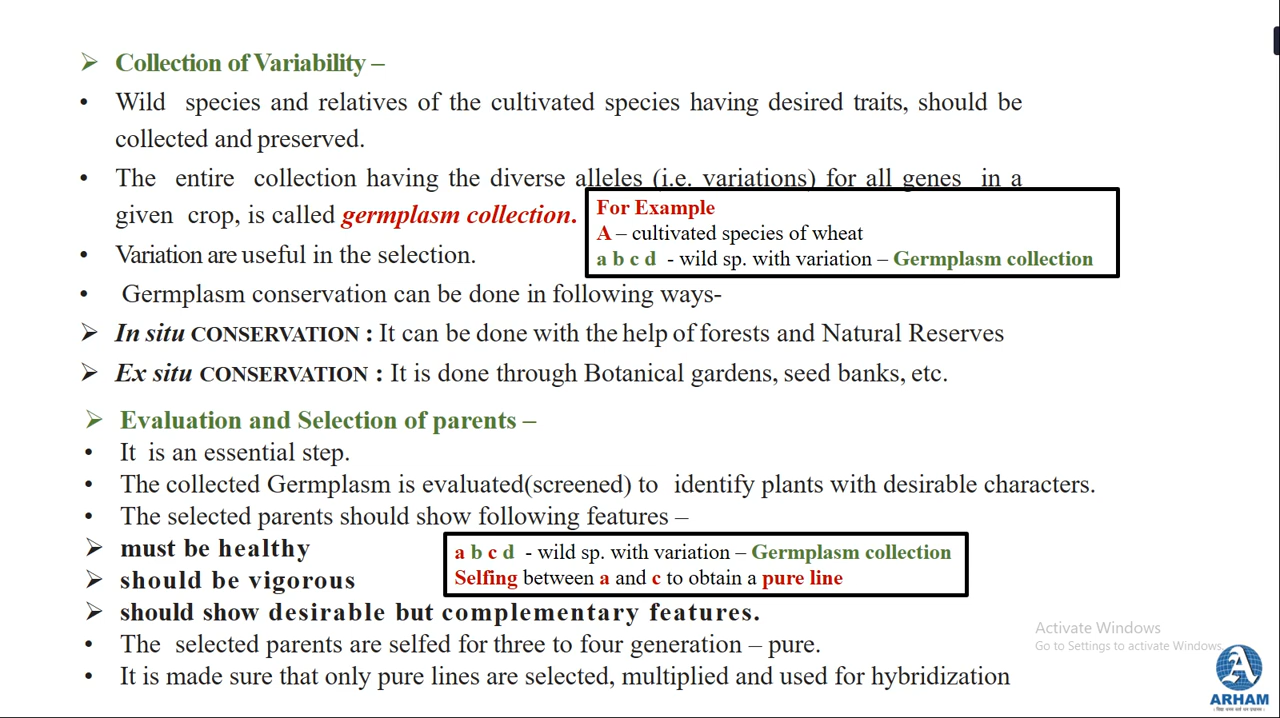 Collection of Variability –
Wild species and relatives of the cultivated species having desired traits, should be
collected and preserved.
The entire collection having the diverse alleles (i.e. variations) for all genes in a
given crop, is called germplasm collection.
For Example
A – cultivated species of wheat
a b c d - wild sp. with variation – Germplasm collection
Variation are useful in the selection.
Germplasm conservation can be done in following ways-
In situ CONSERVATION : It can be done with the help of forests and Natural Reserves
Ex situ CONSERVATION : It is done through Botanical gardens, seed banks, etc.
Evaluation and Selection of parents –
It is an essential step.
The collected Germplasm is evaluated(screened) to identify plants with desirable characters.
The selected parents should show following features –
must be healthy
should be vigorous
a b c d - wild sp. with variation – Germplasm collection
Selfing between a and c to obtain a pure line
should show desirable but complementary features.
The selected parents are selfed for three to four generation – pure.
It is made sure that only pure lines are selected, multiplied and used for hybridization
Activate Windows
Go to Settings to activate Windows.
ARHAM